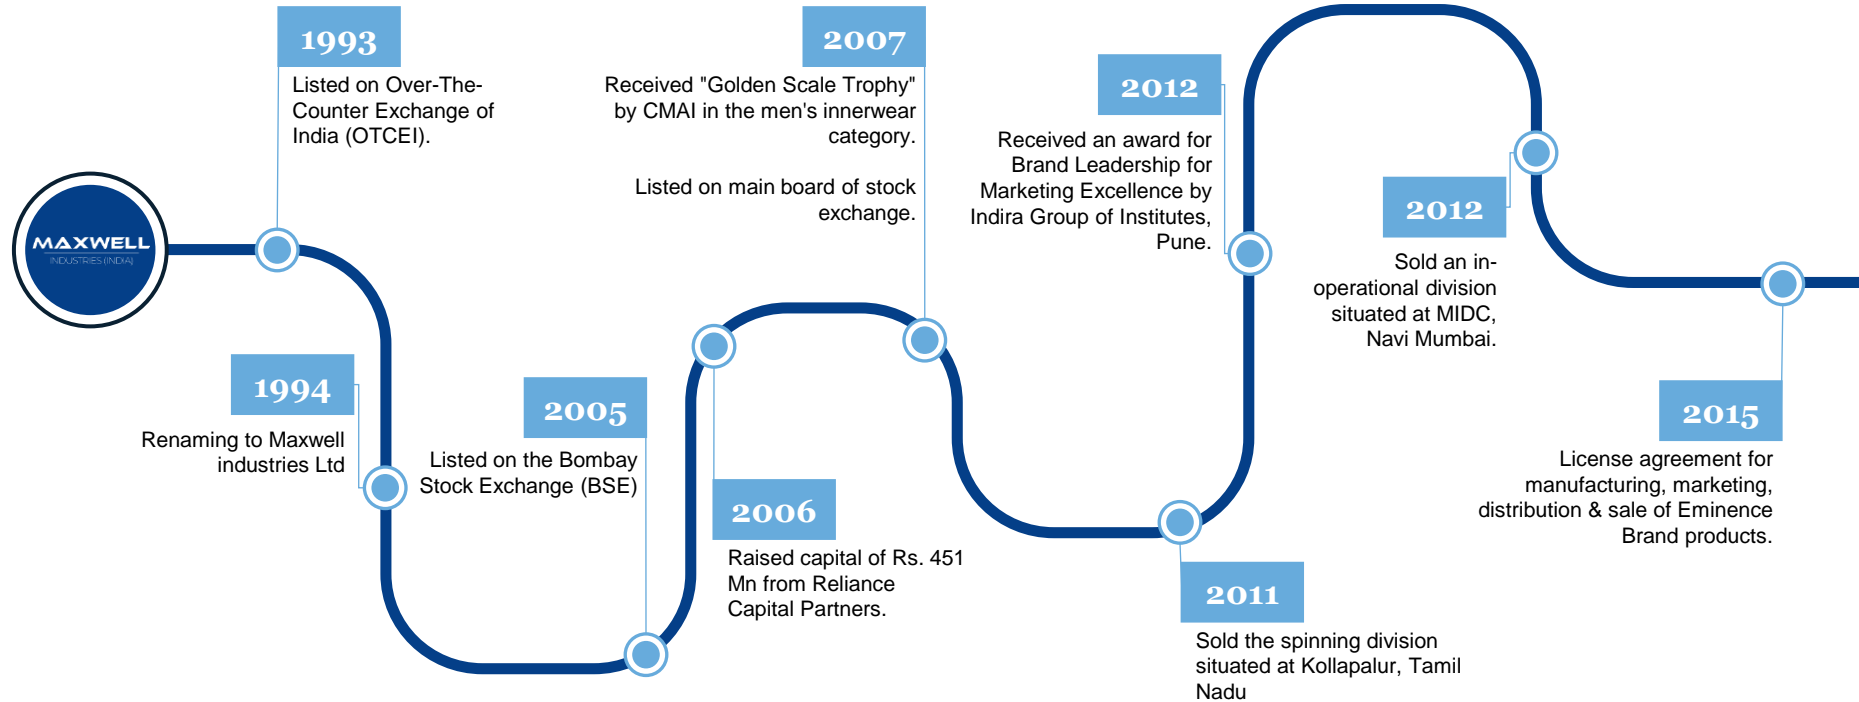 MAXWELL
INDUSTRIES (INDIA)
1993
Listed on Over-The-
Counter Exchange of
India (OTCEI).
1994
Renaming to Maxwell
industries Ltd
2005
Listed on the Bombay
Stock Exchange (BSE)
2006
Raised capital of Rs. 451
Mn from Reliance
Capital Partners.
2007
Received "Golden Scale Trophy"
by CMAI in the men's innerwear
category.
Listed on main board of stock
exchange.
2011
Sold the spinning division
situated at Kollapalur, Tamil
Nadu
2012
Received an award for
Brand Leadership for
Marketing Excellence by
Indira Group of Institutes,
Pune.
2012
Sold an in-
operational division
situated at MIDC,
Navi Mumbai.
2015
License agreement for
manufacturing, marketing,
distribution & sale of Eminence
Brand products.